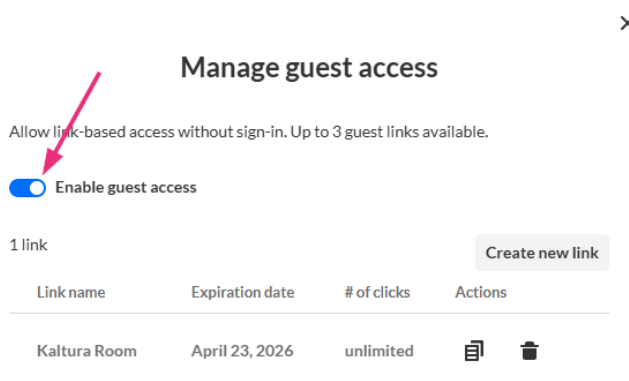 Manage guest access
Allow link-based access without sign-in. Up to 3 guest links available.
Enable guest access
1 link
Create new link
Link name Expiration date # of clicks Actions
Kaltura Room April 23, 2026 unlimited